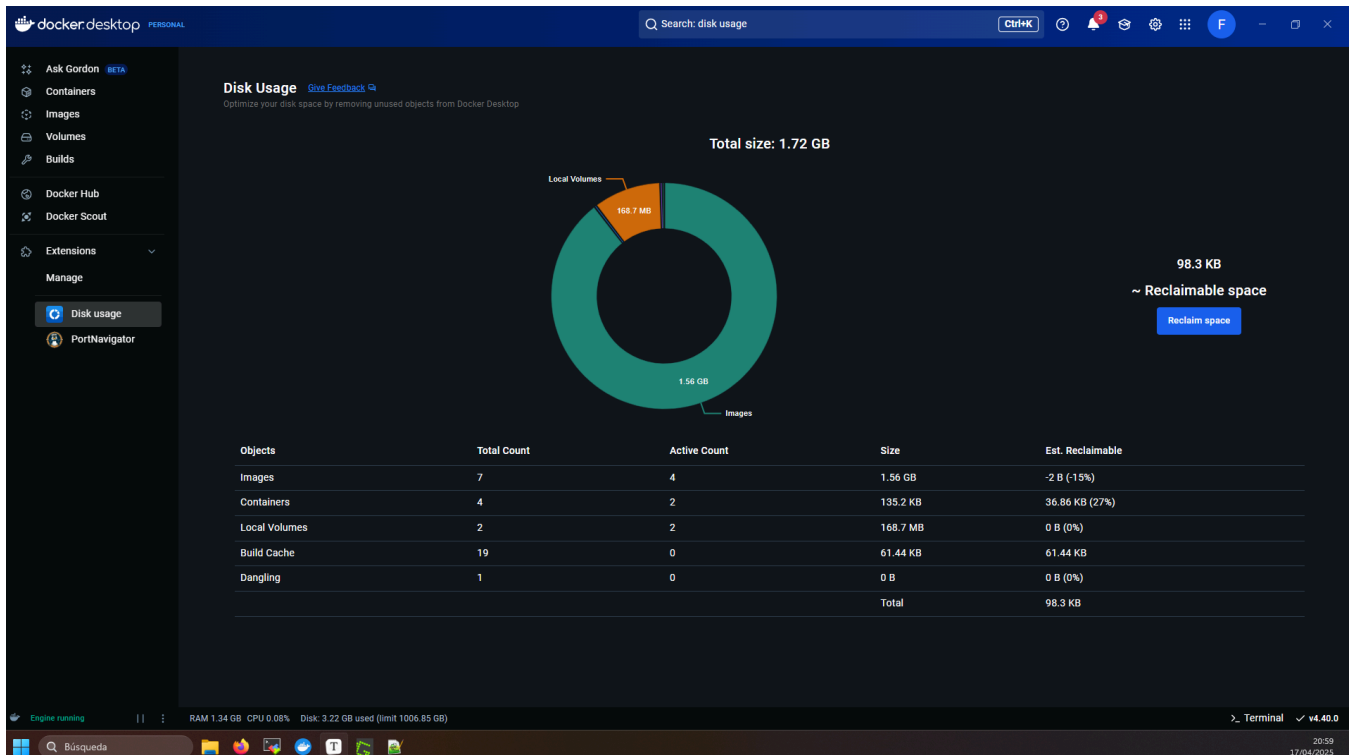 docker.desktop PERSONAL
Search: disk usage
Ctrl+K
3
F
Ask Gordon BETA
Containers
Images
Volumes
Builds
Docker Hub
Docker Scout
Extensions
Manage
Disk usage
PortNavigator
Disk Usage Give Feedback
Optimize your disk space by removing unused objects from Docker Desktop
Total size: 1.72 GB
Local Volumes
168.7 MB
1.56 GB
Images
98.3 KB
~ Reclaimable space
Reclaim space
Objects Total Count Active Count Size Est. Reclaimable
Images 7 4 1.56 GB -2 B (-15%)
Containers 4 2 135.2 KB 36.86 KB (27%)
Local Volumes 2 2 168.7 MB 0 B (0%)
Build Cache 19 0 61.44 KB 61.44 KB
Dangling 1 0 0 B 0 B (0%)
Total 98.3 KB
Engine running
RAM 1.34 GB CPU 0.08% Disk: 3.22 GB used (limit 1006.85 GB)
Terminal
v4.40.0
Búsqueda
T
20:59
17/04/2025